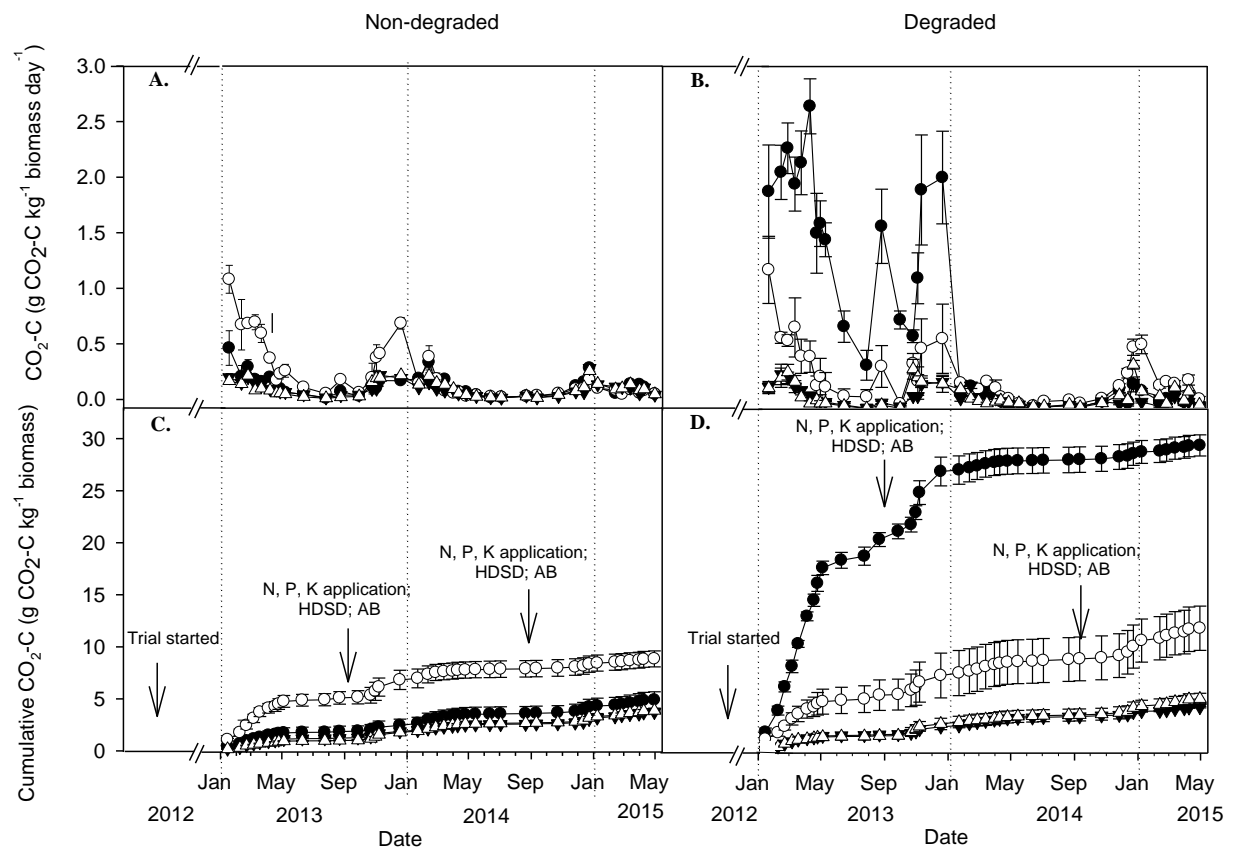 Non-degraded
Degraded
CO₂-C (g CO₂-C kg⁻¹ biomass day⁻¹)
3.0
2.5
2.0
1.5
1.0
0.5
0.0
A.
B.
Cumulative CO₂-C (g CO₂-C kg⁻¹ biomass)
30
25
20
15
10
5
0
C.
Trial started
N, P, K application;
HDSD; AB
N, P, K application;
HDSD; AB
D.
Trial started
N, P, K application;
HDSD; AB
N, P, K application;
HDSD; AB
Jan May Sep Jan May Sep Jan May
2012 2013 2014 2015
Date
Jan May Sep Jan May Sep Jan May
2012 2013 2014 2015
Date